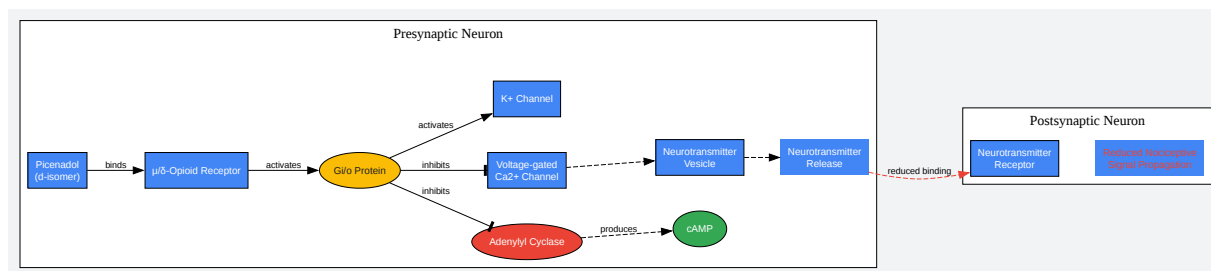 Presynaptic Neuron
K+ Channel
activates
Picenadol
(d-isomer)
binds
μ/δ-Opioid Receptor
activates
Gi/o Protein
inhibits
Voltage-gated
Ca2+ Channel
Neurotransmitter
Vesicle
Neurotransmitter
Release
inhibits
Adenylyl Cyclase
produces
cAMP
reduced binding
Postsynaptic Neuron
Neurotransmitter
Receptor
Reduced Nociceptive
Signal Propagation